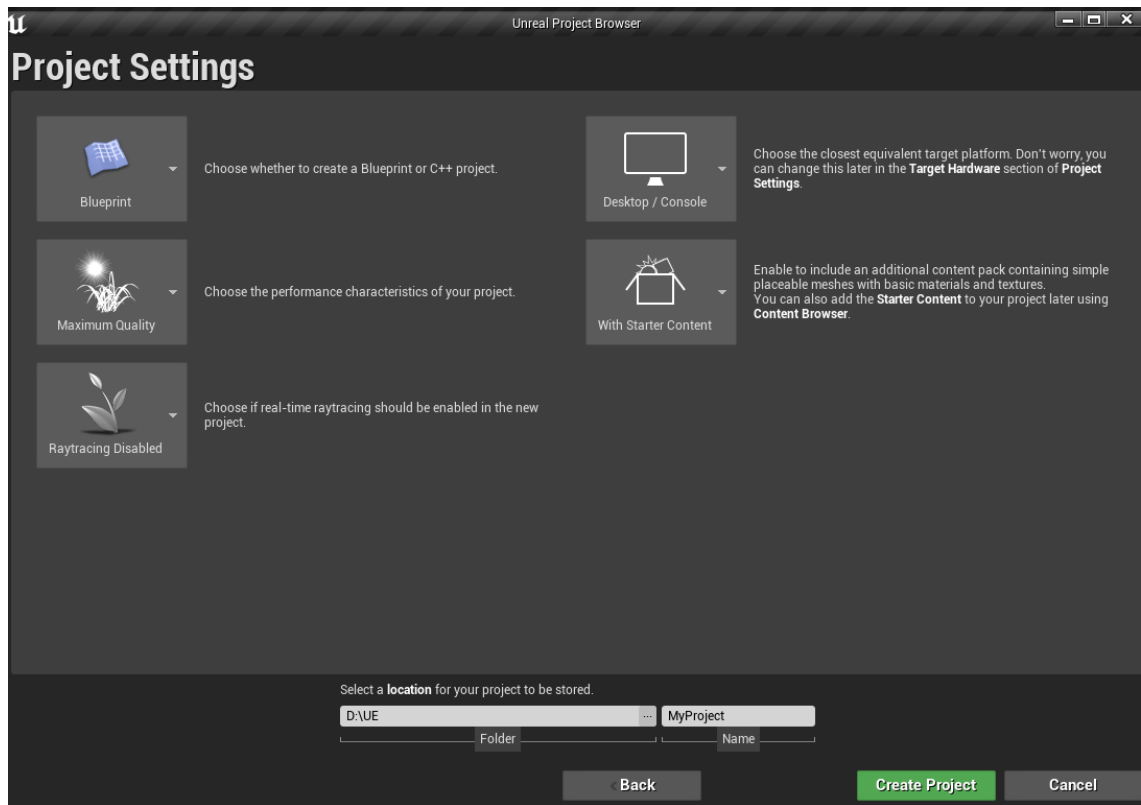 Unreal Project Browser
Project Settings
Blueprint
Choose whether to create a Blueprint or C++ project.
Desktop / Console
Choose the closest equivalent target platform. Don't worry, you
can change this later in the Target Hardware section of Project
Settings.
Maximum Quality
Choose the performance characteristics of your project.
With Starter Content
Enable to include an additional content pack containing simple
placeable meshes with basic materials and textures.
You can also add the Starter Content to your project later using
Content Browser.
Raytracing Disabled
Choose if real-time raytracing should be enabled in the new
project.
Select a location for your project to be stored.
D:\UE ... MyProject
Folder Name
Back Create Project Cancel